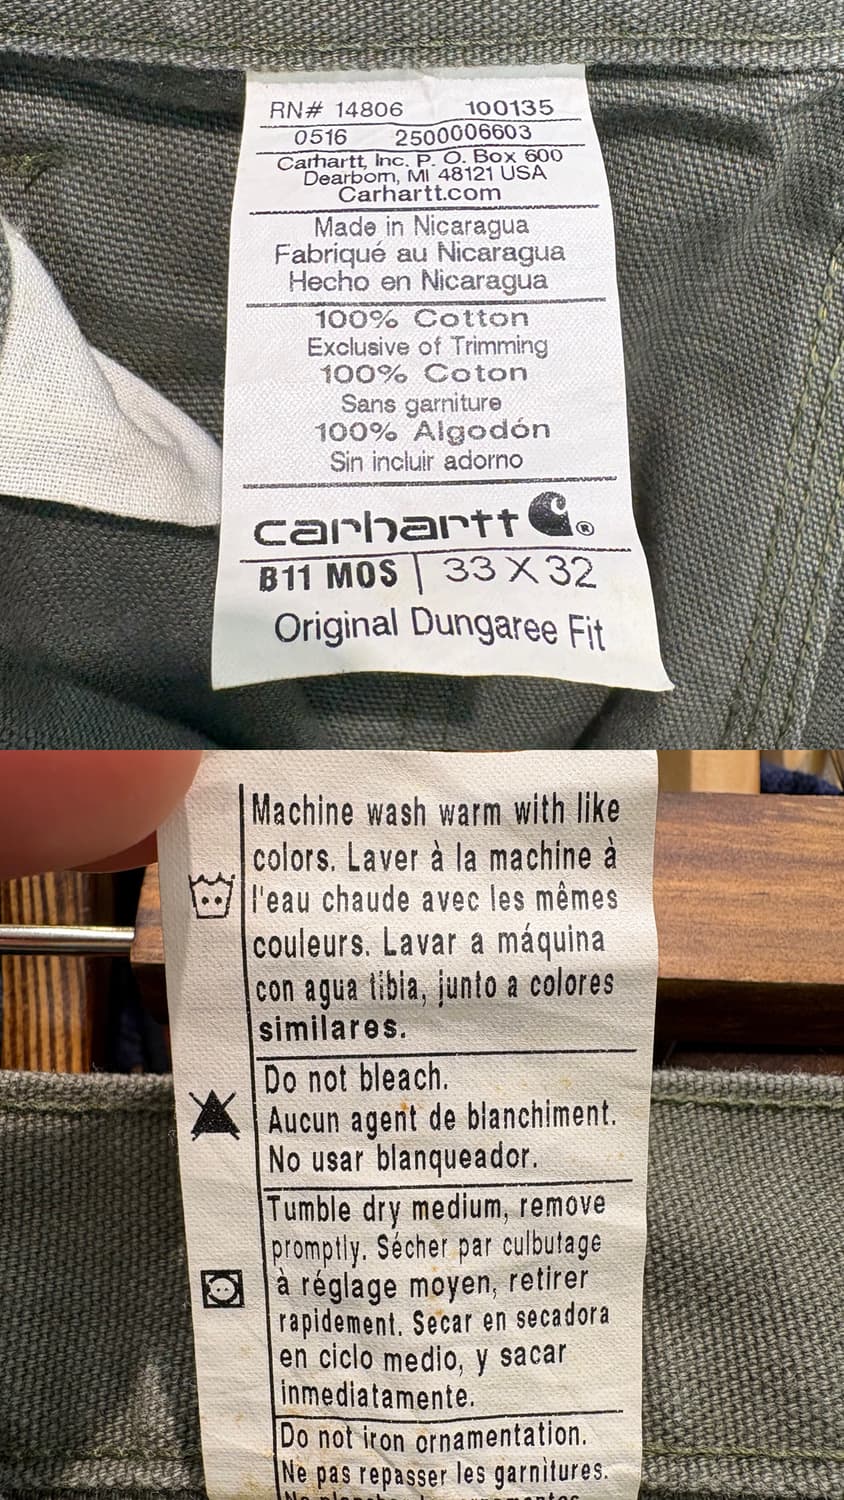 RN# 14806 100135
0516 2500006603
Carhartt, Inc. P. O. Box 600
Dearborn, MI 48121 USA
Carhartt.com
Made in Nicaragua
Fabriqué au Nicaragua
Hecho en Nicaragua
100% Cotton
Exclusive of Trimming
100% Coton
Sans garniture
100% Algodón
Sin incluir adorno
carhartt ®
B11 MOS | 33 X 32
Original Dungaree Fit
Machine wash warm with like
colors. Laver à la machine à
l'eau chaude avec les mêmes
couleurs. Lavar a máquina
con agua tibia, junto a colores
similares.
Do not bleach.
Aucun agent de blanchiment.
No usar blanqueador.
Tumble dry medium, remove
promptly. Sécher par culbutage
à réglage moyen, retirer
rapidement. Secar en secadora
en ciclo medio, y sacar
inmediatamente.
Do not iron ornamentation.
Ne pas repasser les garnitures.